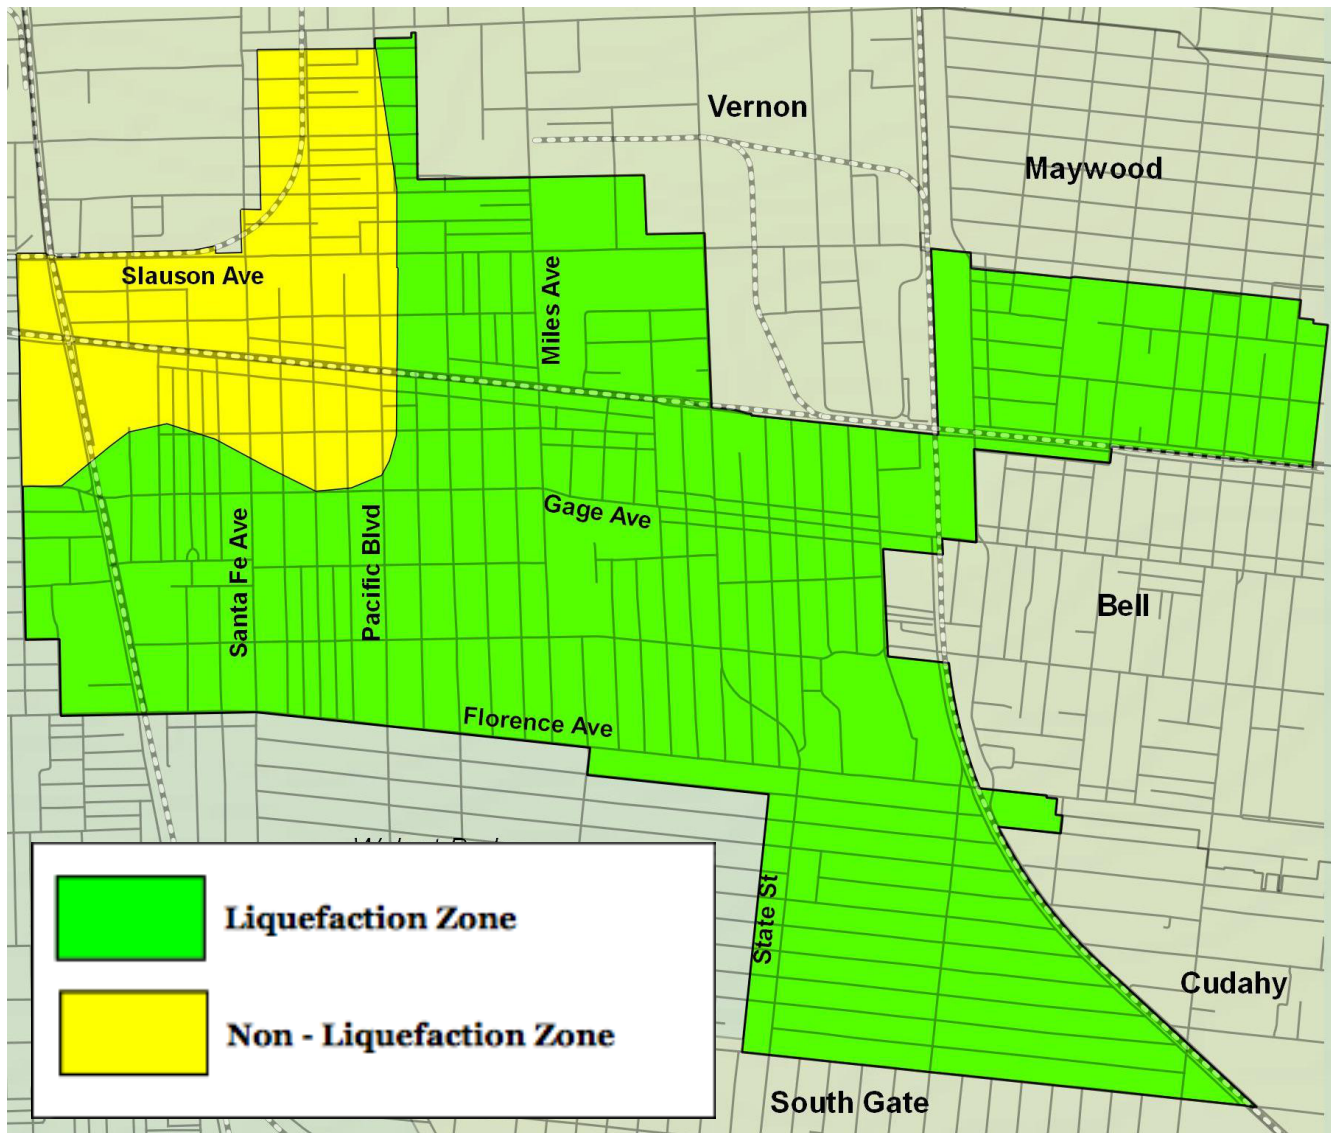 Vernon
Maywood
Slauson Ave
Miles Ave
Gage Ave
Santa Fe Ave
Pacific Blvd
Bell
Florence Ave
State St
Cudahy
South Gate
Liquefaction Zone
Non - Liquefaction Zone